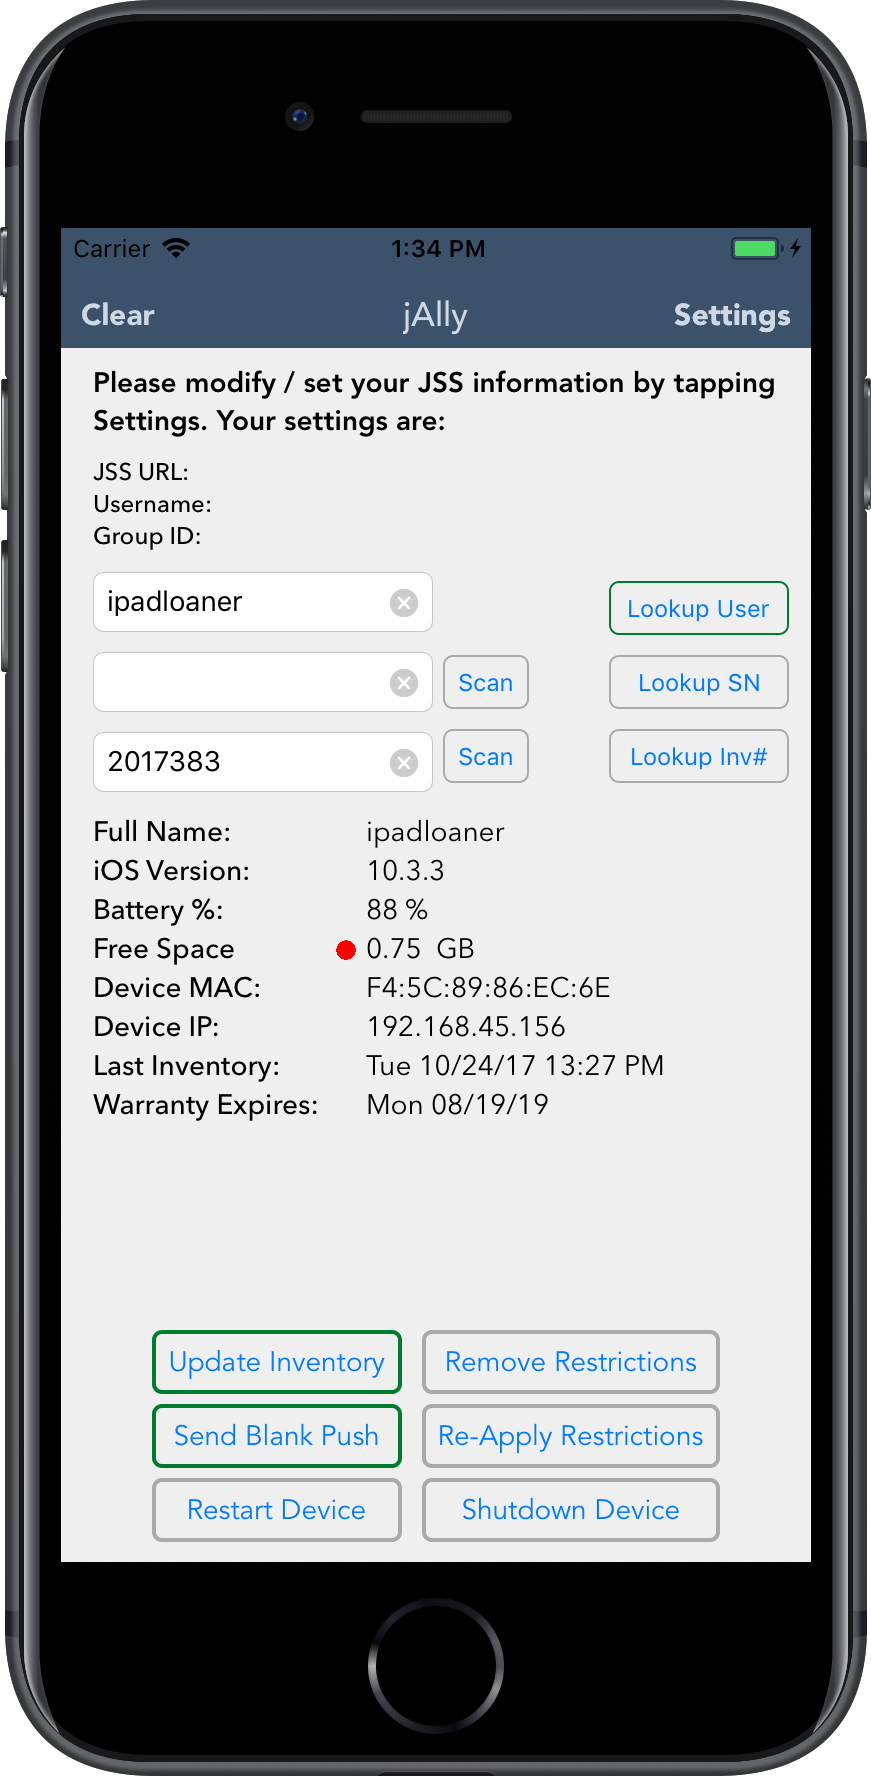 Carrier 1:34 PM
Clear jAlly Settings
Please modify / set your JSS information by tapping
Settings. Your settings are:
JSS URL:
Username:
Group ID:
ipadloaner Lookup User
Scan Lookup SN
2017383 Scan Lookup Inv#
Full Name: ipadloaner
iOS Version: 10.3.3
Battery %: 88 %
Free Space 0.75 GB
Device MAC: F4:5C:89:86:EC:6E
Device IP: 192.168.45.156
Last Inventory: Tue 10/24/17 13:27 PM
Warranty Expires: Mon 08/19/19
Update Inventory Remove Restrictions
Send Blank Push Re-Apply Restrictions
Restart Device Shutdown Device